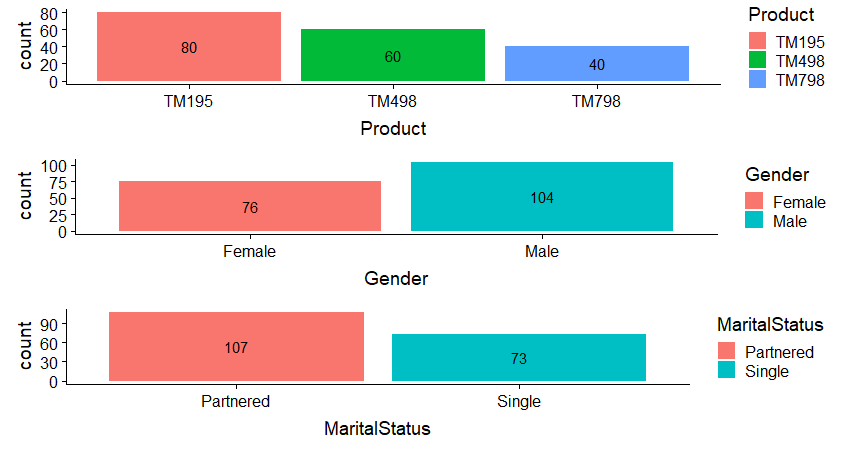 80
60
40
20
0
count
80
60
40
TM195
TM498
TM798
Product
Product
TM195
TM498
TM798
100
75
50
25
0
count
76
104
Female
Male
Gender
Gender
Female
Male
90
60
30
0
count
107
73
Partnered
Single
MaritalStatus
MaritalStatus
Partnered
Single